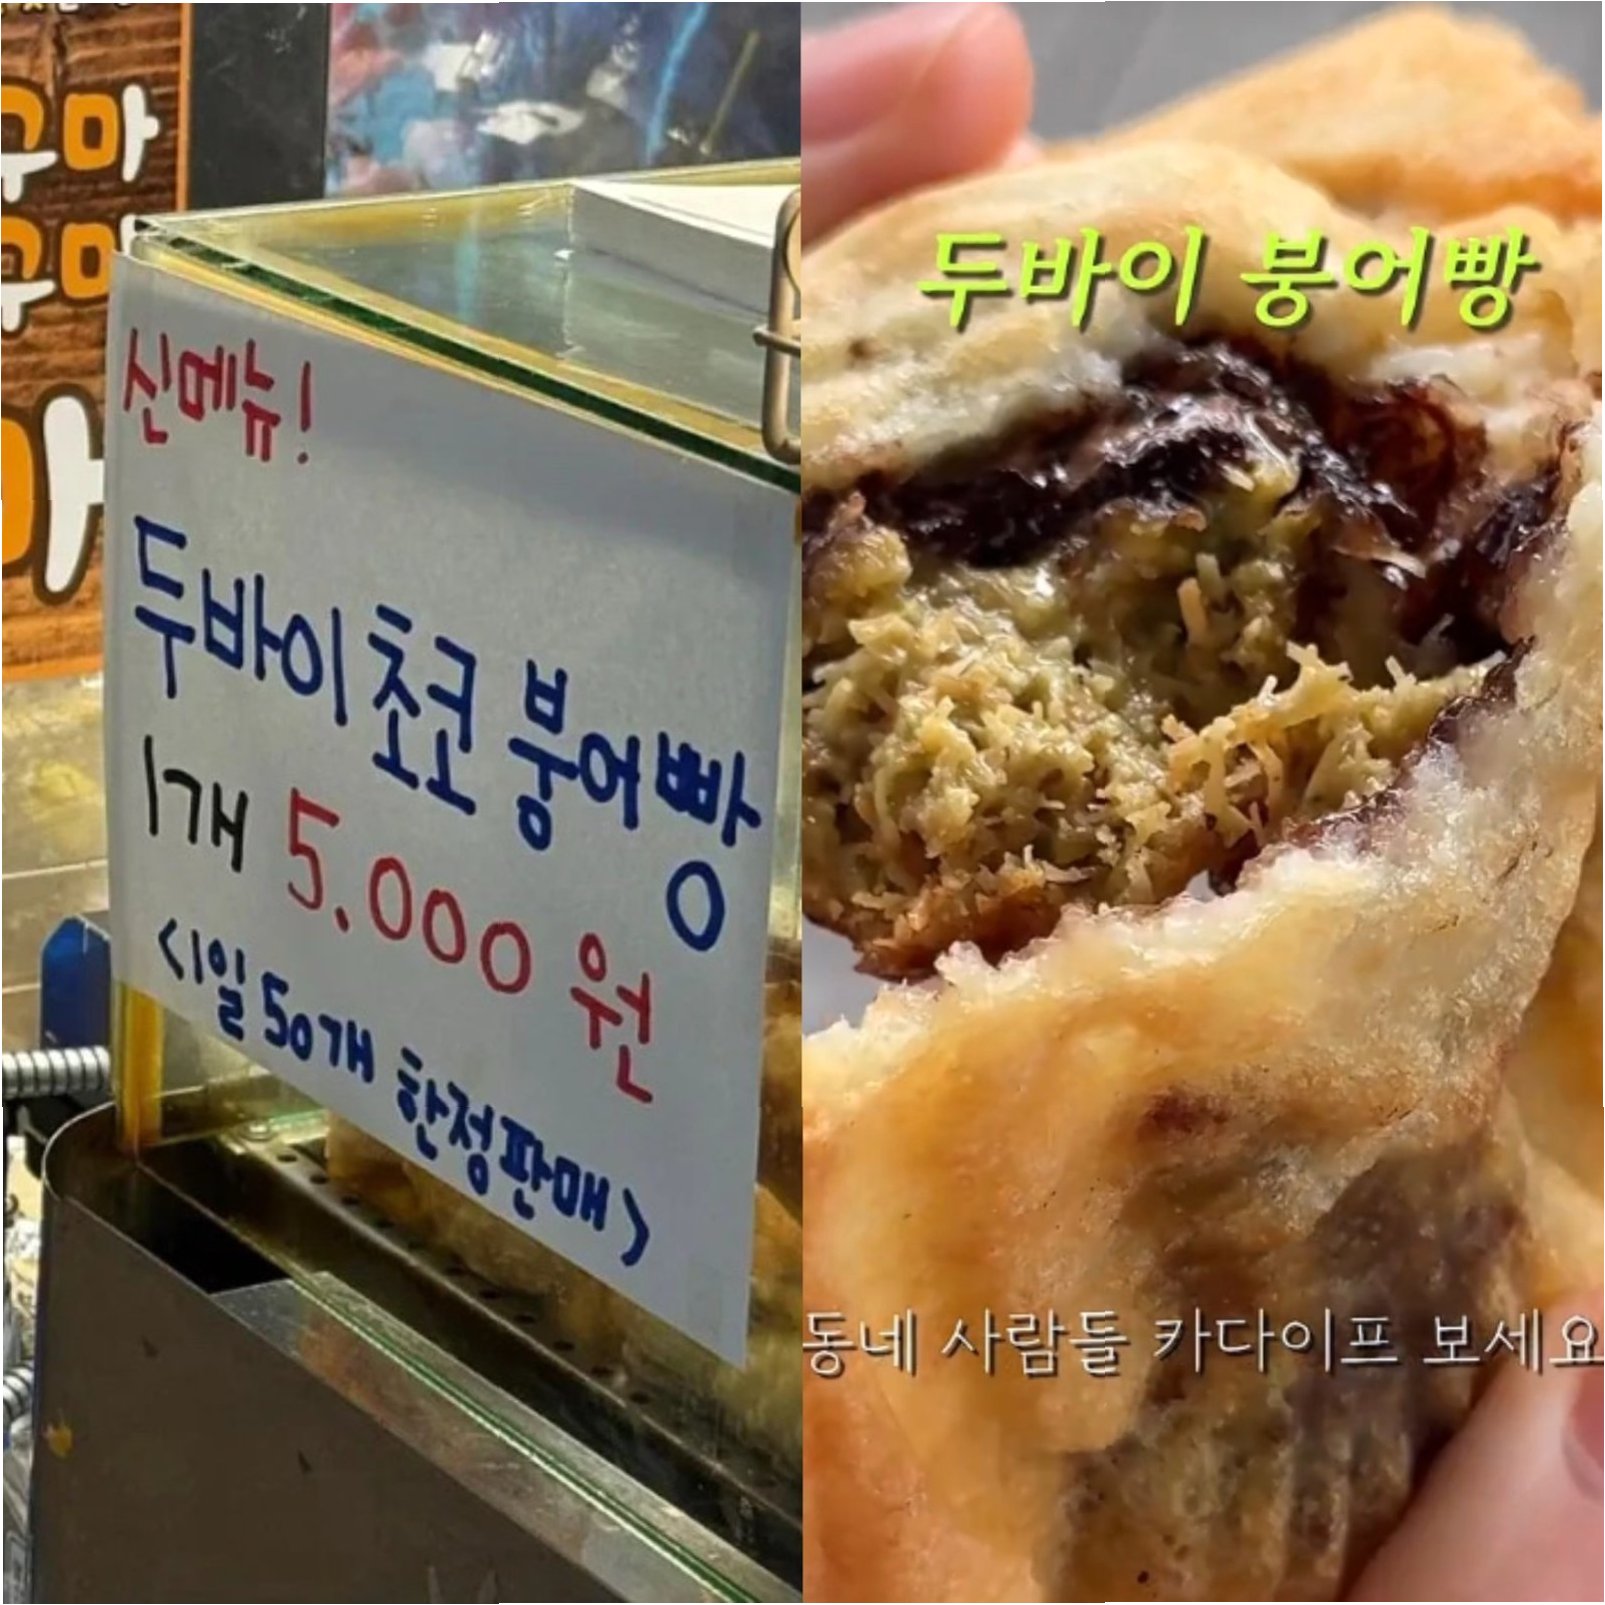 신메뉴!
두바이 초코 붕어빵
1개 5.000원
<1일 50개 한정판매>
두바이 붕어빵
동네 사람들 카다이프 보세요